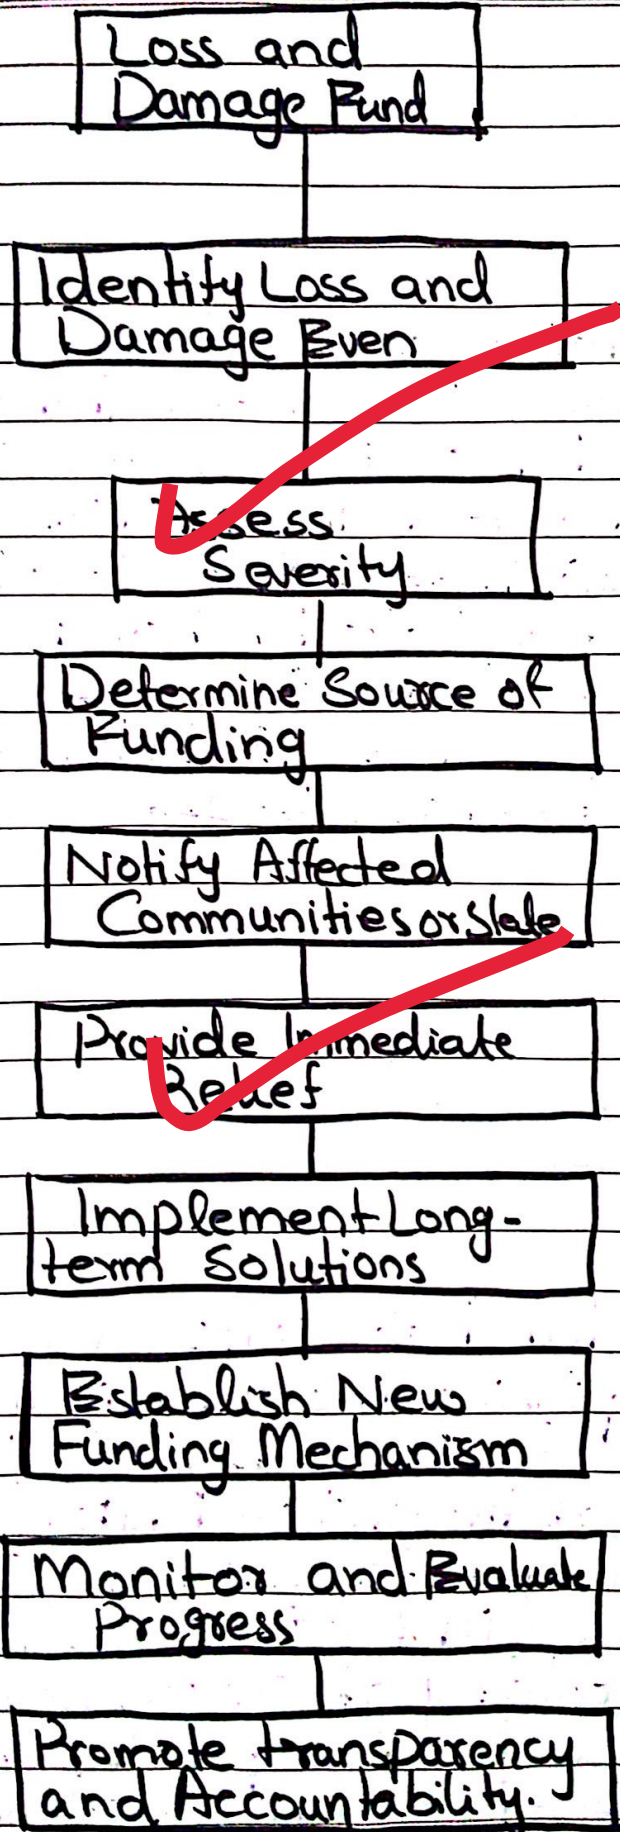 Loss and
Damage Fund
Identify Loss and
Damage Even
Assess
Severity
Determine Source of
Funding
Notify Affected
Communities or State
Provide Immediate
Relief
Implement Long-
term Solutions
Establish New
Funding Mechanism
Monitor and Evaluate
Progress
Promote transparency
and Accountability.